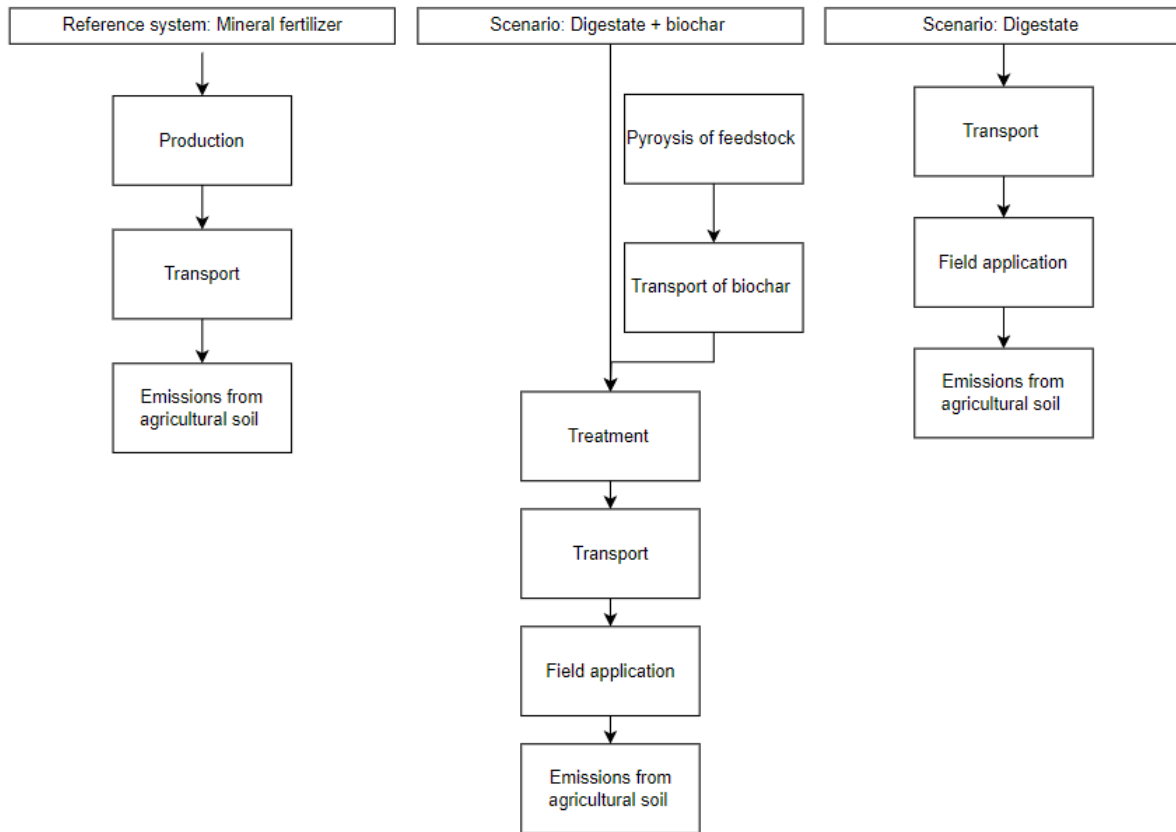 Reference system: Mineral fertilizer
Production
Transport
Emissions from
agricultural soil
Scenario: Digestate + biochar
Pyroysis of feedstock
Transport of biochar
Treatment
Transport
Field application
Emissions from
agricultural soil
Scenario: Digestate
Transport
Field application
Emissions from
agricultural soil